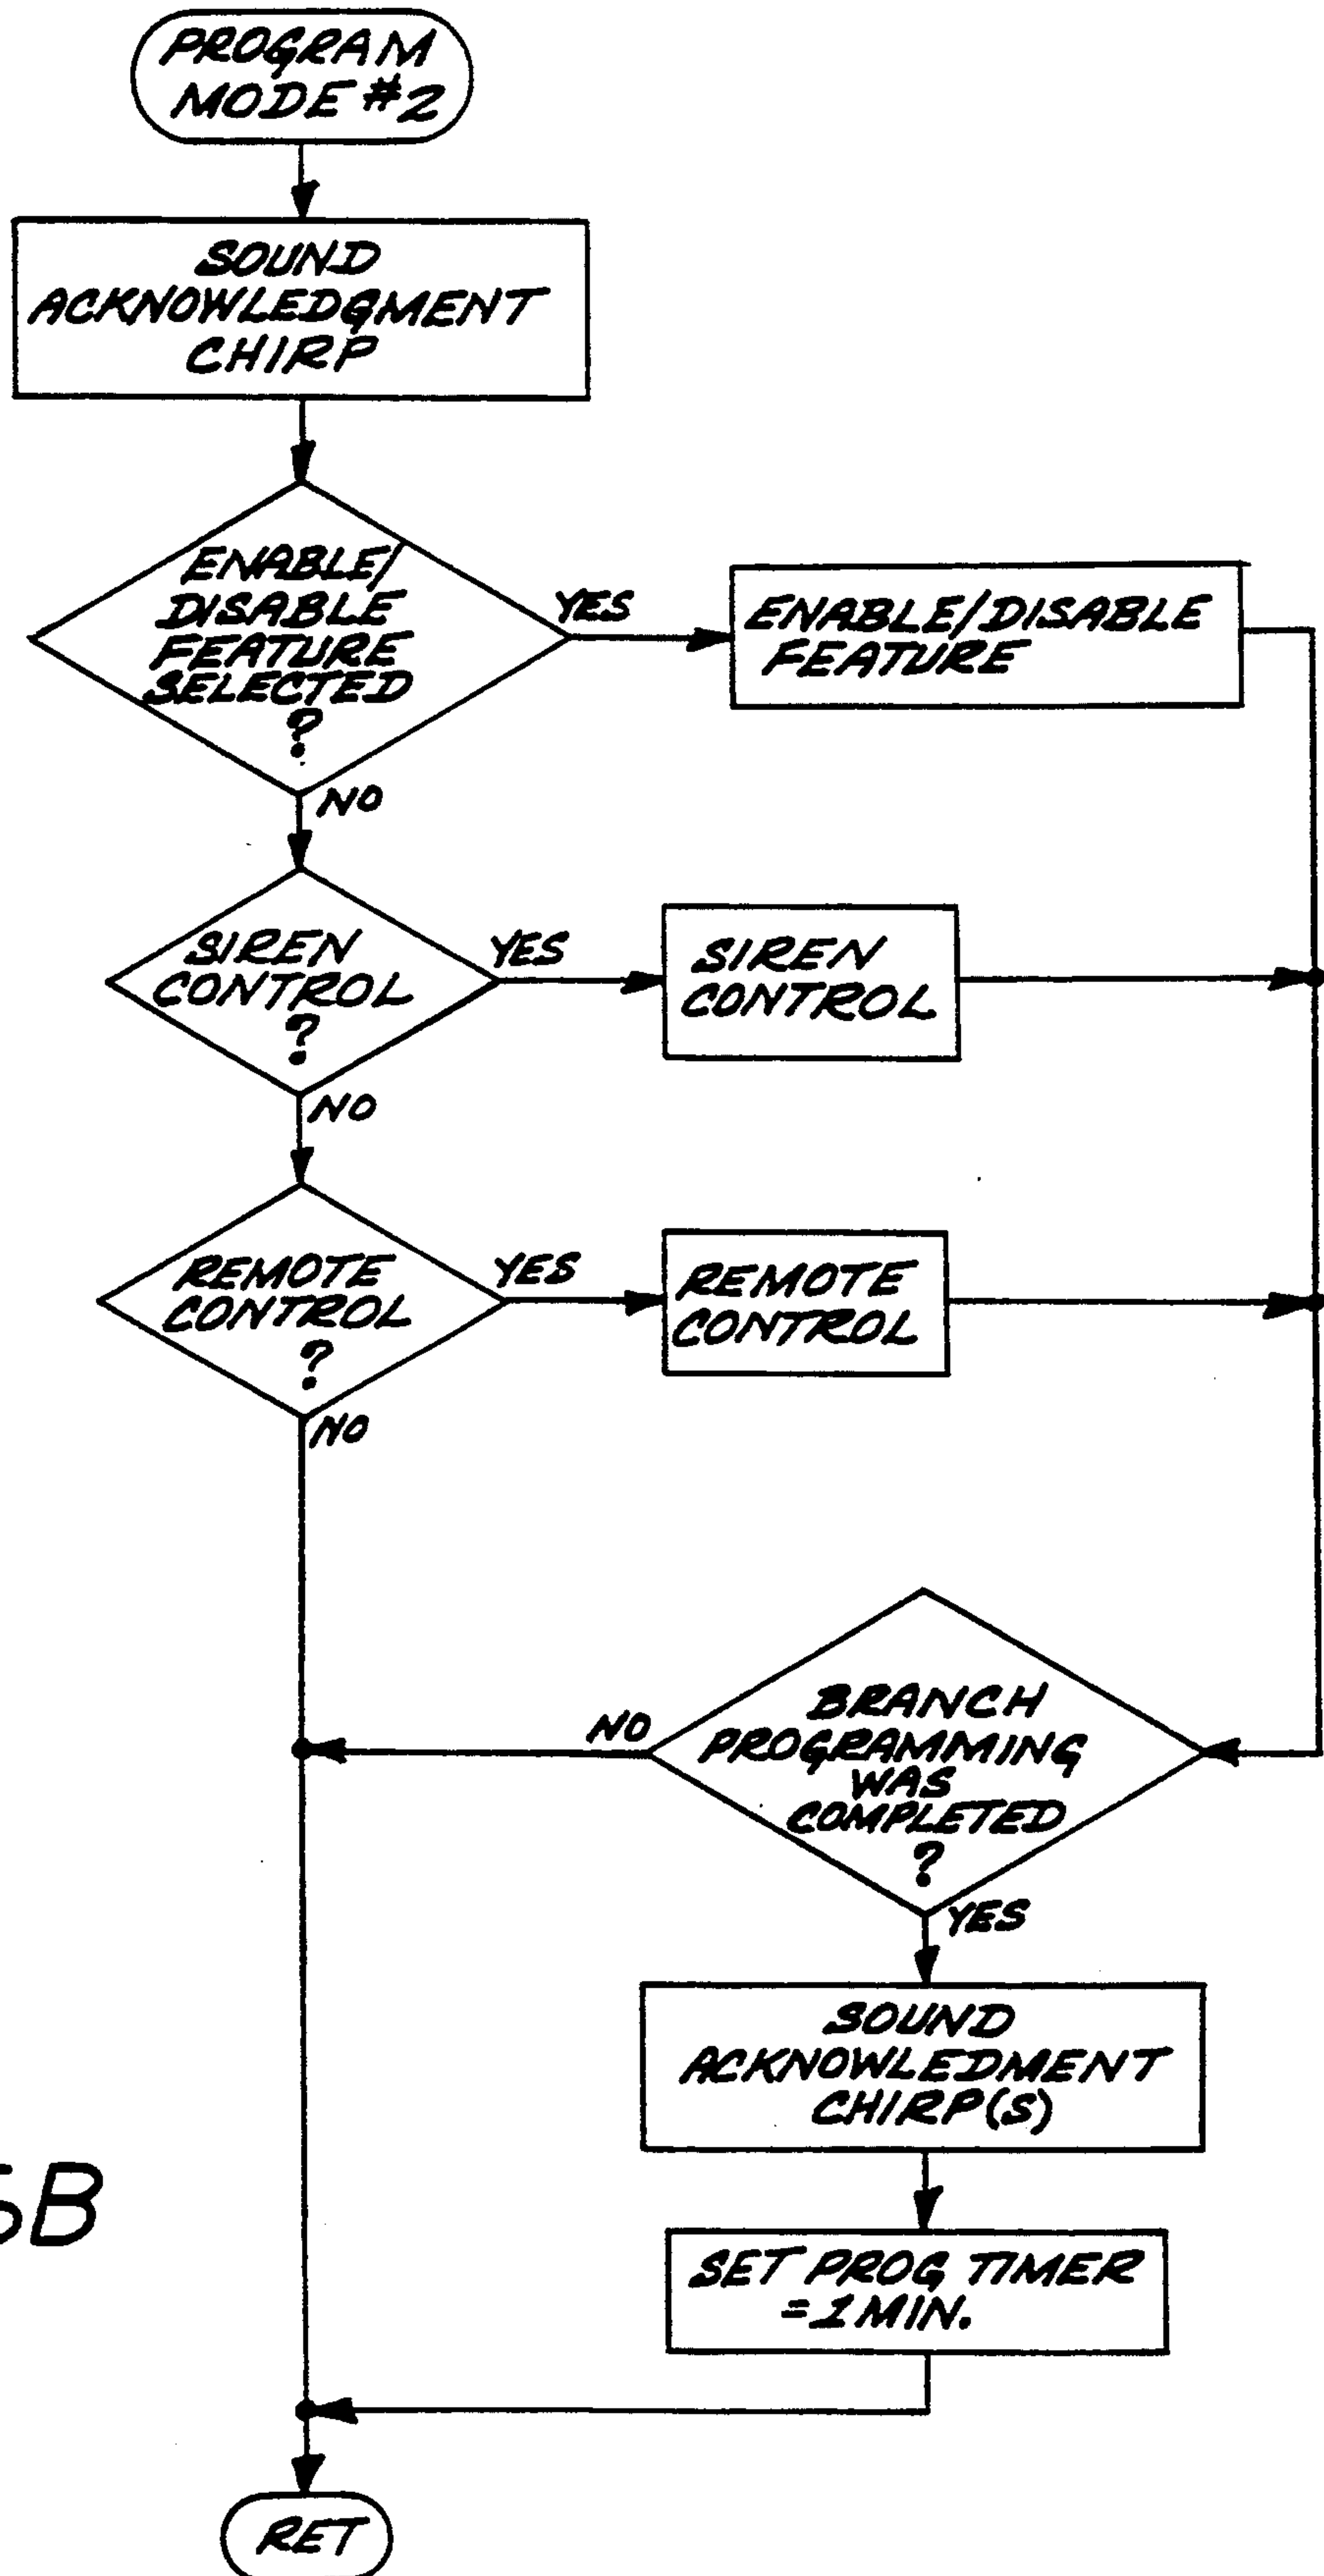 PROGRAM
MODE #2
SOUND
ACKNOWLEDGMENT
CHIRP
ENABLE/
DISABLE
FEATURE
SELECTED
?
YES
ENABLE/DISABLE
FEATURE
NO
SIREN
CONTROL
?
YES
SIREN
CONTROL
NO
REMOTE
CONTROL
?
YES
REMOTE
CONTROL
NO
BRANCH
PROGRAMMING
WAS
COMPLETED
?
NO
YES
SOUND
ACKNOWLEDMENT
CHIRP(S)
5B
SET PROG TIMER
=1 MIN.
RET